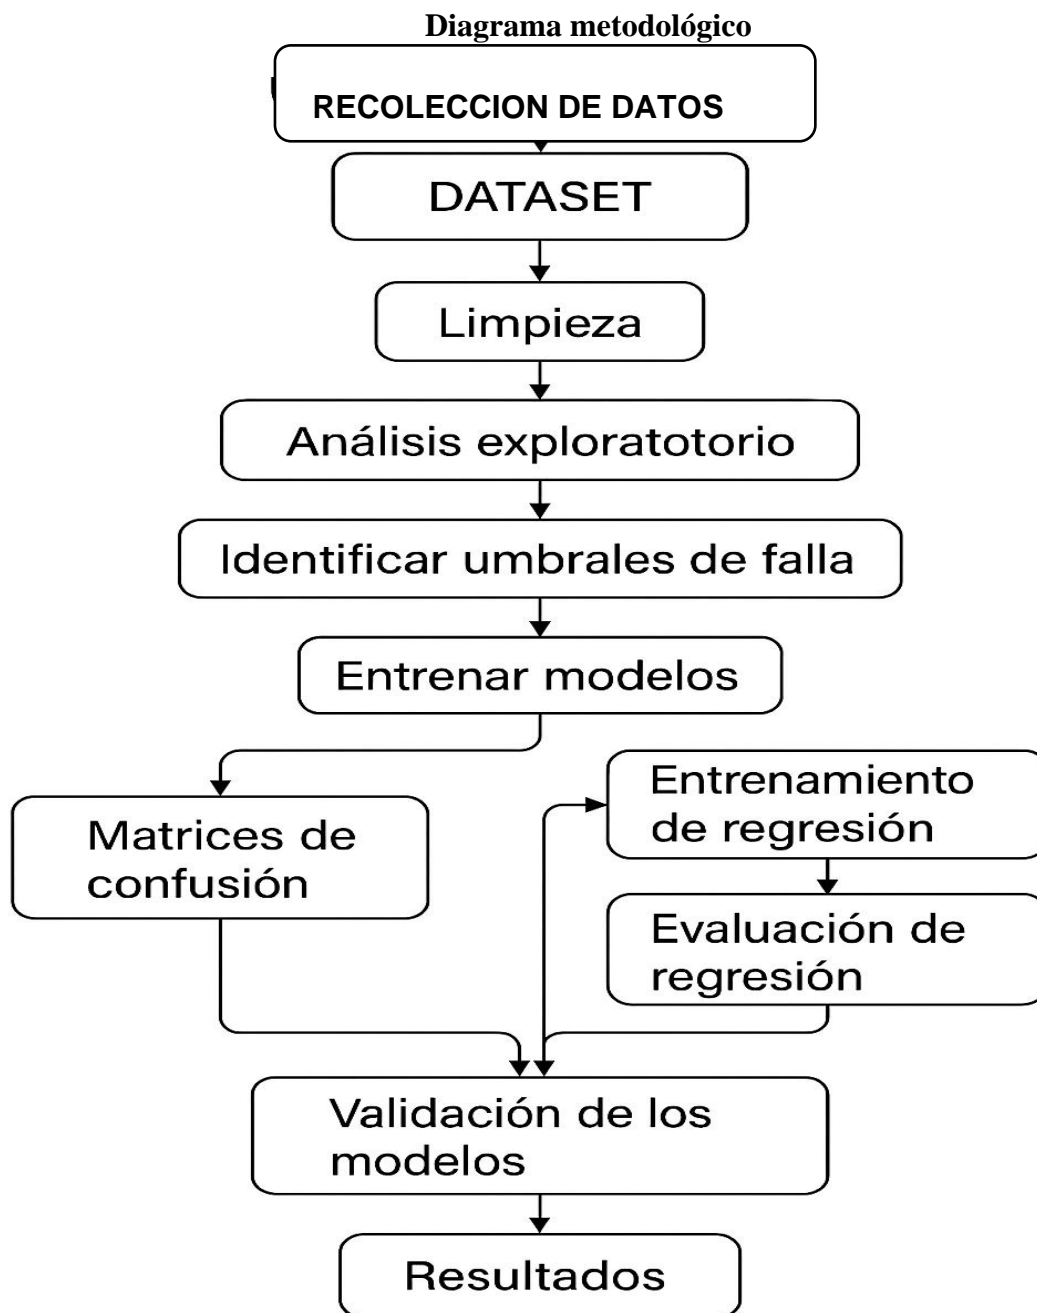 Diagrama metodológico
RECOLECCION DE DATOS
DATASET
Limpieza
Análisis exploratotorio
Identificar umbrales de falla
Entrenar modelos
Matrices de
confusión
Entrenamiento
de regresión
Evaluación de
regresión
Validación de los
modelos
Resultados